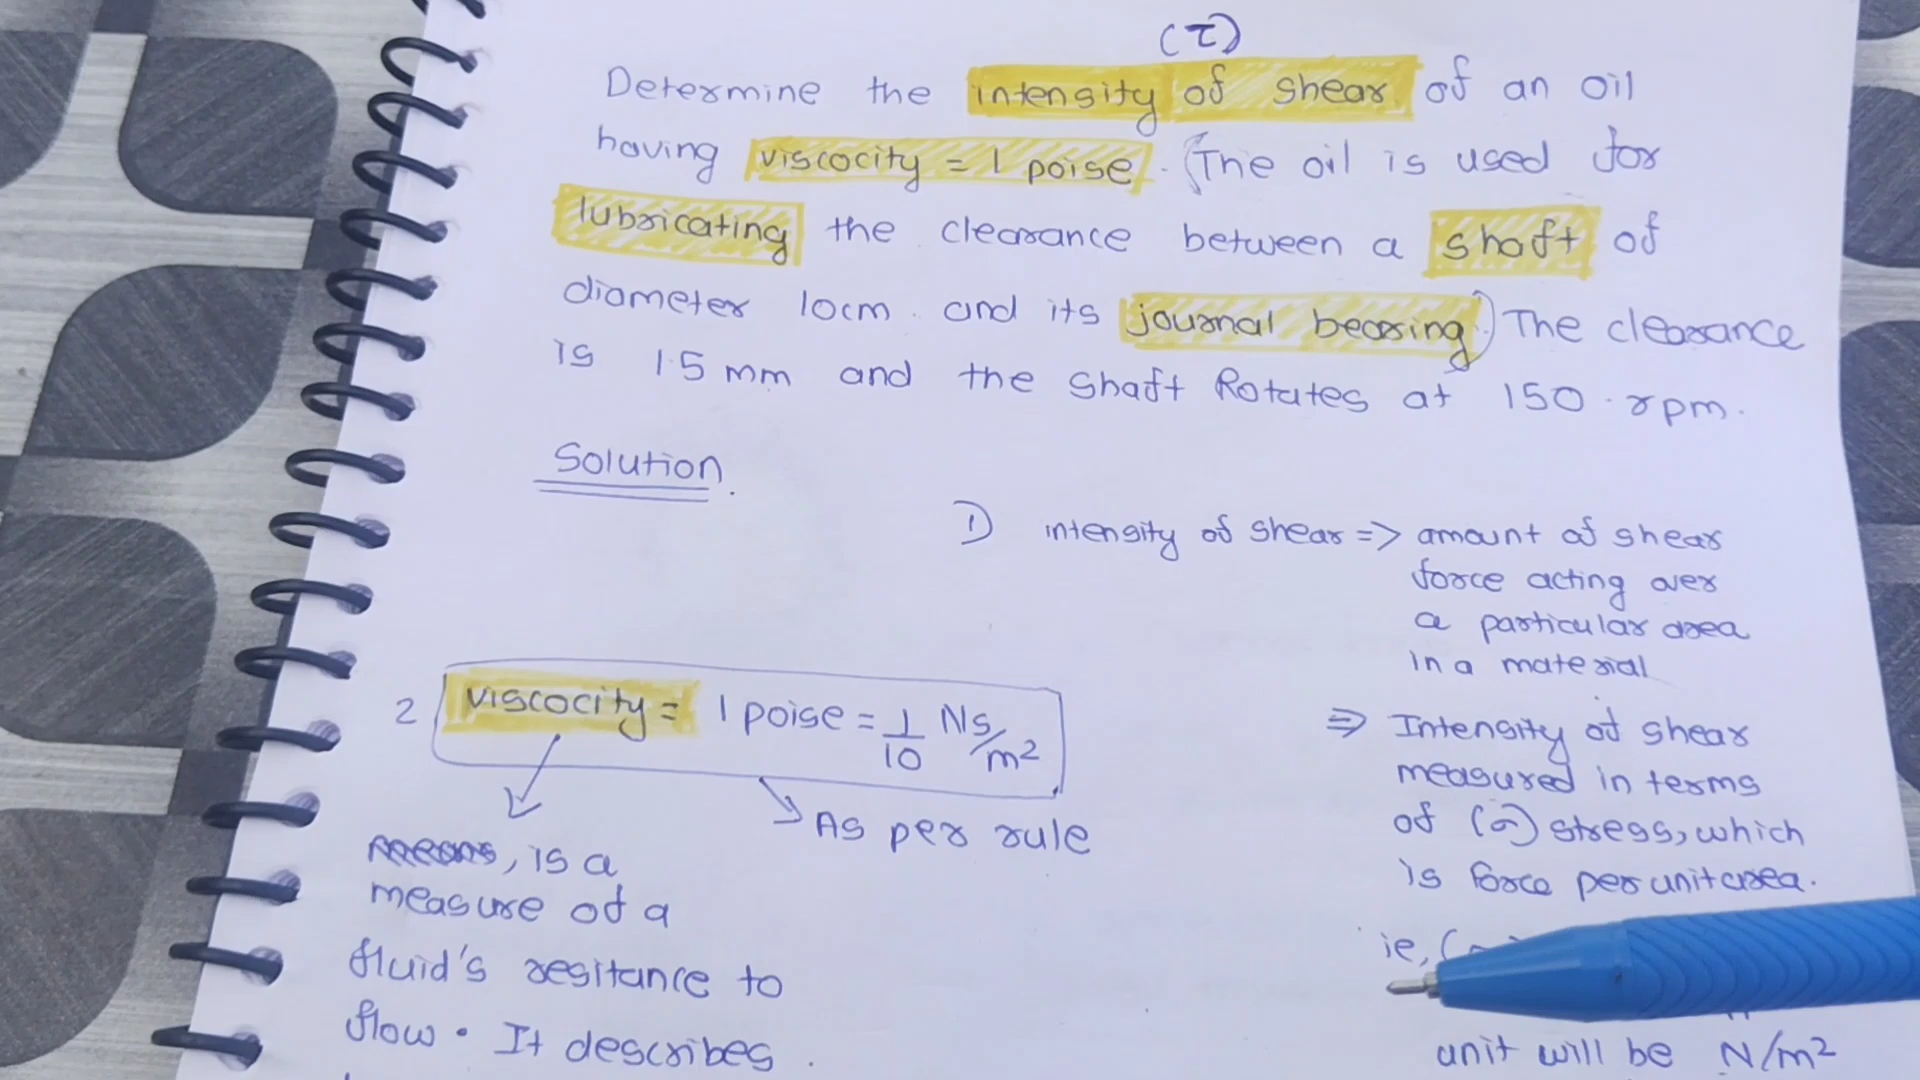 (τ)
Determine the intensity of shear of an oil
having viscocity = 1 poise. (The oil is used for
lubricating the clearance between a shaft of
diameter 10cm and its journal bearing.) The clearance
is 1.5 mm and the shaft Rotates at 150 rpm.
Solution.
1) intensity of shear => amount of shear
force acting over
a particular area
in a material
=> Intensity of shear
measured in terms
of (σ) stress, which
is force per unit area.
ie, (
unit will be N/m²
2 viscocity = 1 poise = 1/10 Ns/m²
As per rule
, is a
measure of a
fluid's resitance to
flow. It describes